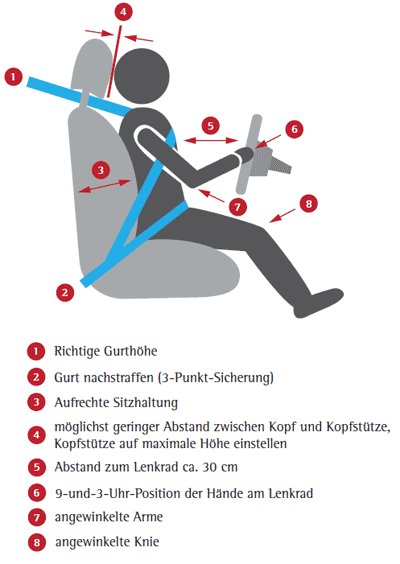 4
1
5
6
3
7
8
2
1 Richtige Gurthöhe
2 Gurt nachstraffen (3-Punkt-Sicherung)
3 Aufrechte Sitzhaltung
4 möglichst geringer Abstand zwischen Kopf und Kopfstütze,
Kopfstütze auf maximale Höhe einstellen
5 Abstand zum Lenkrad ca. 30 cm
6 9-und-3-Uhr-Position der Hände am Lenkrad
7 angewinkelte Arme
8 angewinkelte Knie